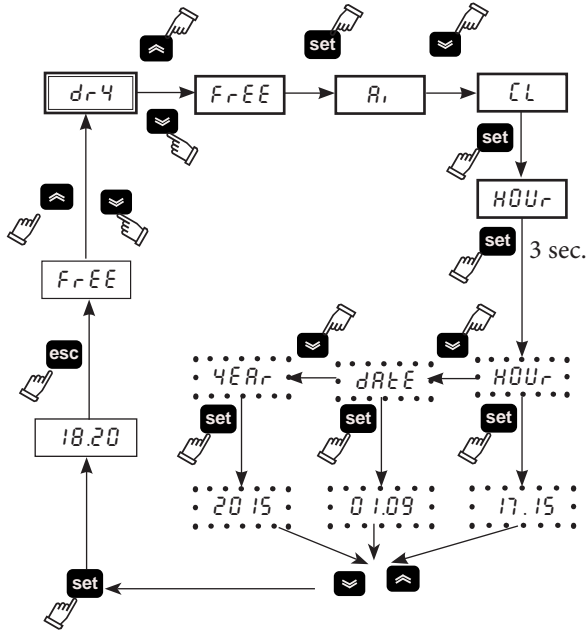 set
dr4
FrEE
Ai
CL
set
HOUr
set
3 sec.
FrEE
esc
YEAr
dAtE
HOUr
set
set
set
18.20
2015
01.09
17.15
set